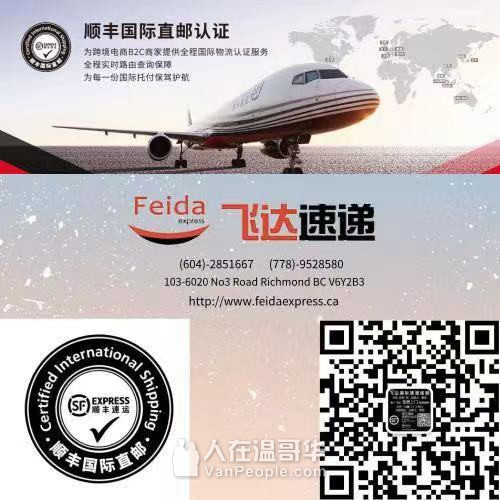 顺丰国际直邮认证
为跨境电商B2C商家提供全程国际物流认证服务
全程实时路由查询保障
为每一份国际托付保驾护航
Feida
express
飞达速递
(604)-2851667 (778)-9528580
103-6020 No3 Road Richmond BC V6Y2B3
http://www.feidaexpress.ca
Certified International Shipping
SF EXPRESS
顺丰速运
顺丰国际直邮
人在温哥华
VanPeople.com